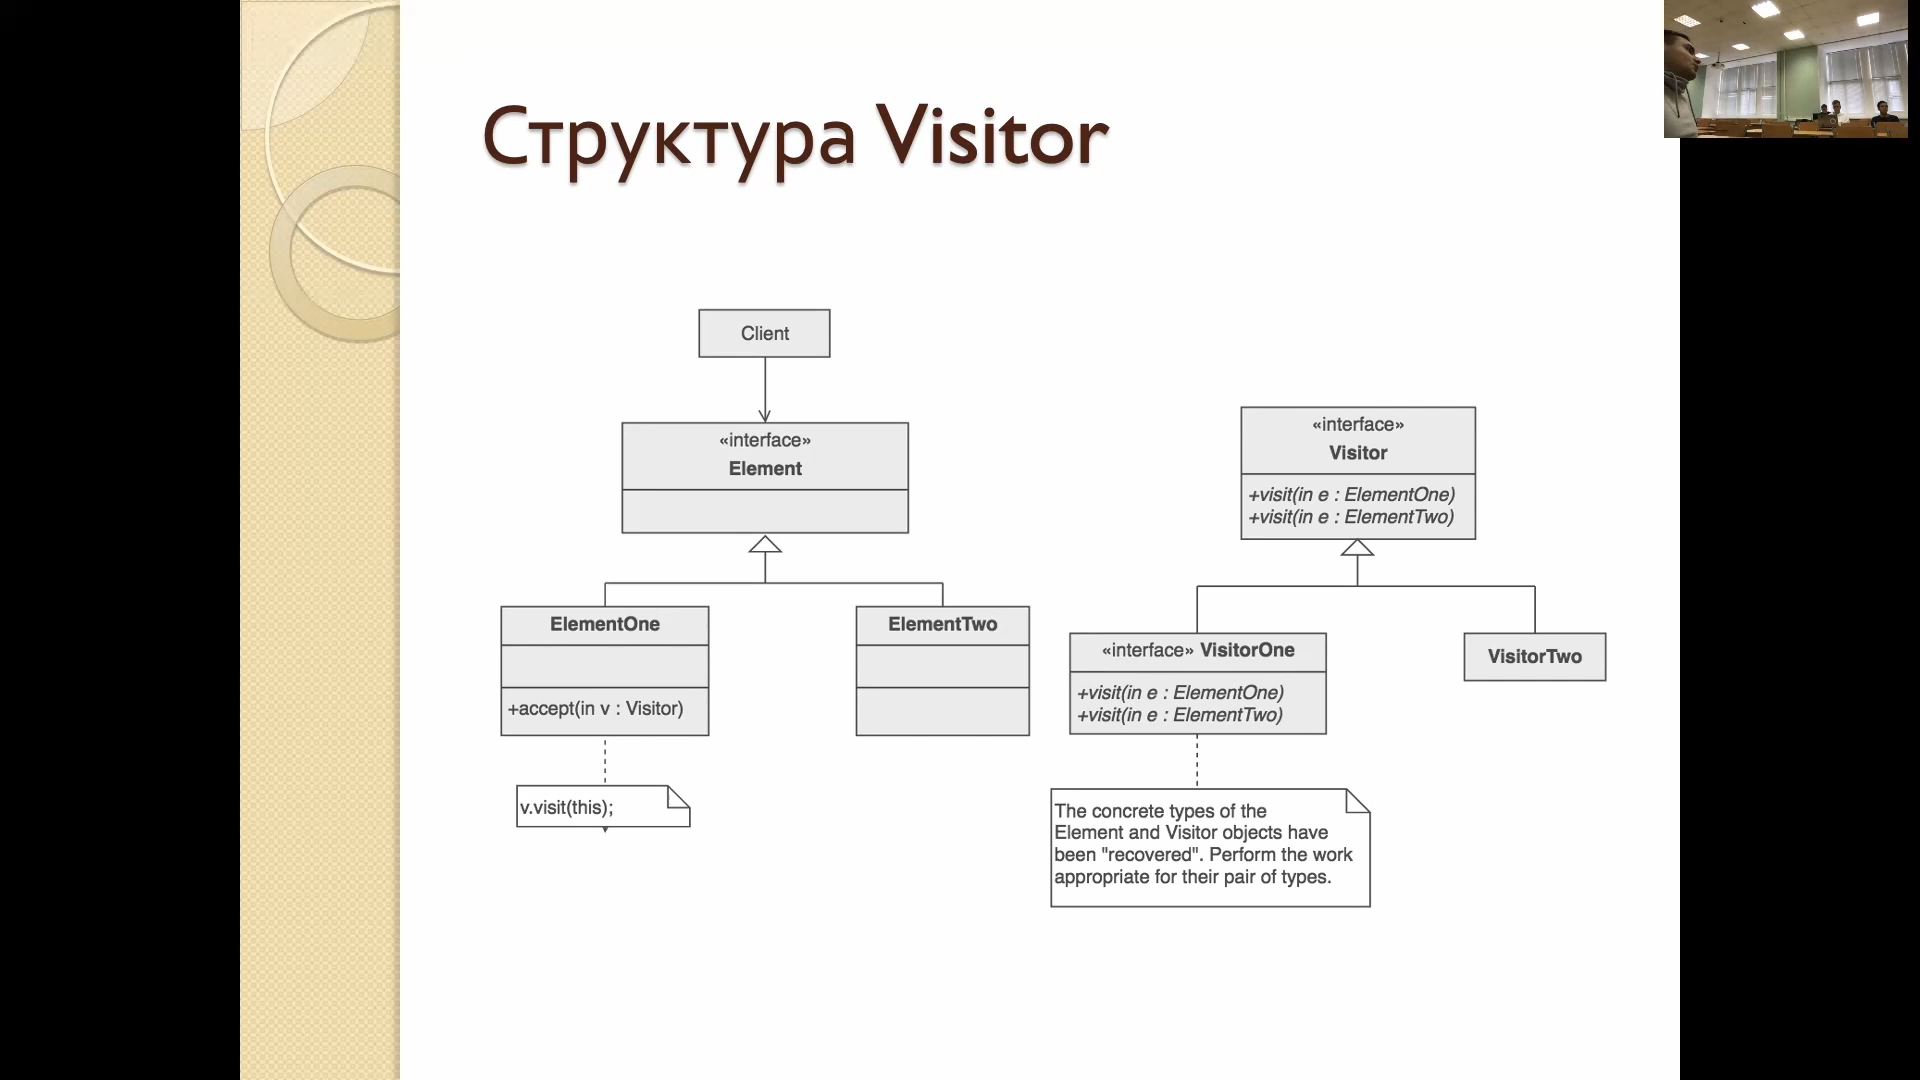 Структура Visitor
Client
«interface»
Element
ElementOne
+accept(in v : Visitor)
v.visit(this);
ElementTwo
«interface»
Visitor
+visit(in e : ElementOne)
+visit(in e : ElementTwo)
«interface» VisitorOne
+visit(in e : ElementOne)
+visit(in e : ElementTwo)
VisitorTwo
The concrete types of the
Element and Visitor objects have
been "recovered". Perform the work
appropriate for their pair of types.